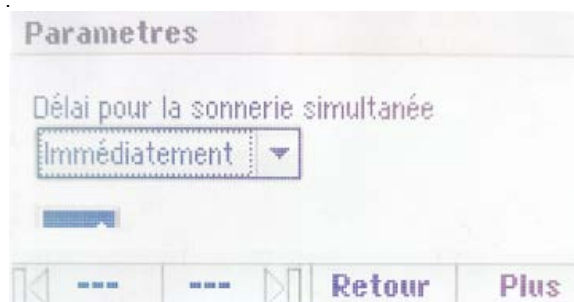 Parametres
Délai pour la sonnerie simultanée
Immédiatement
--- --- Retour Plus